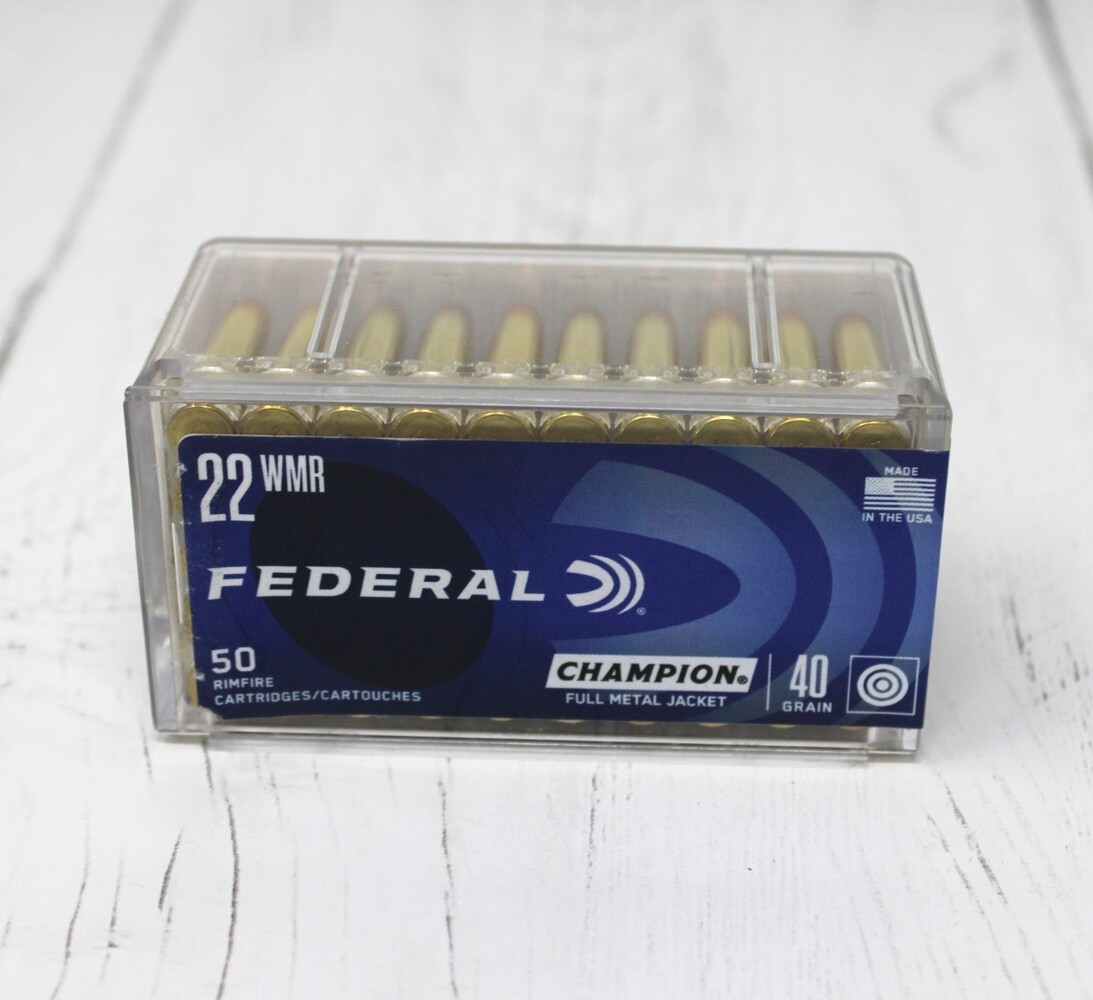 22 WMR
MADE
IN THE USA
FEDERAL®
50
RIMFIRE
CARTRIDGES/CARTOUCHES
CHAMPION®
FULL METAL JACKET
40
GRAIN